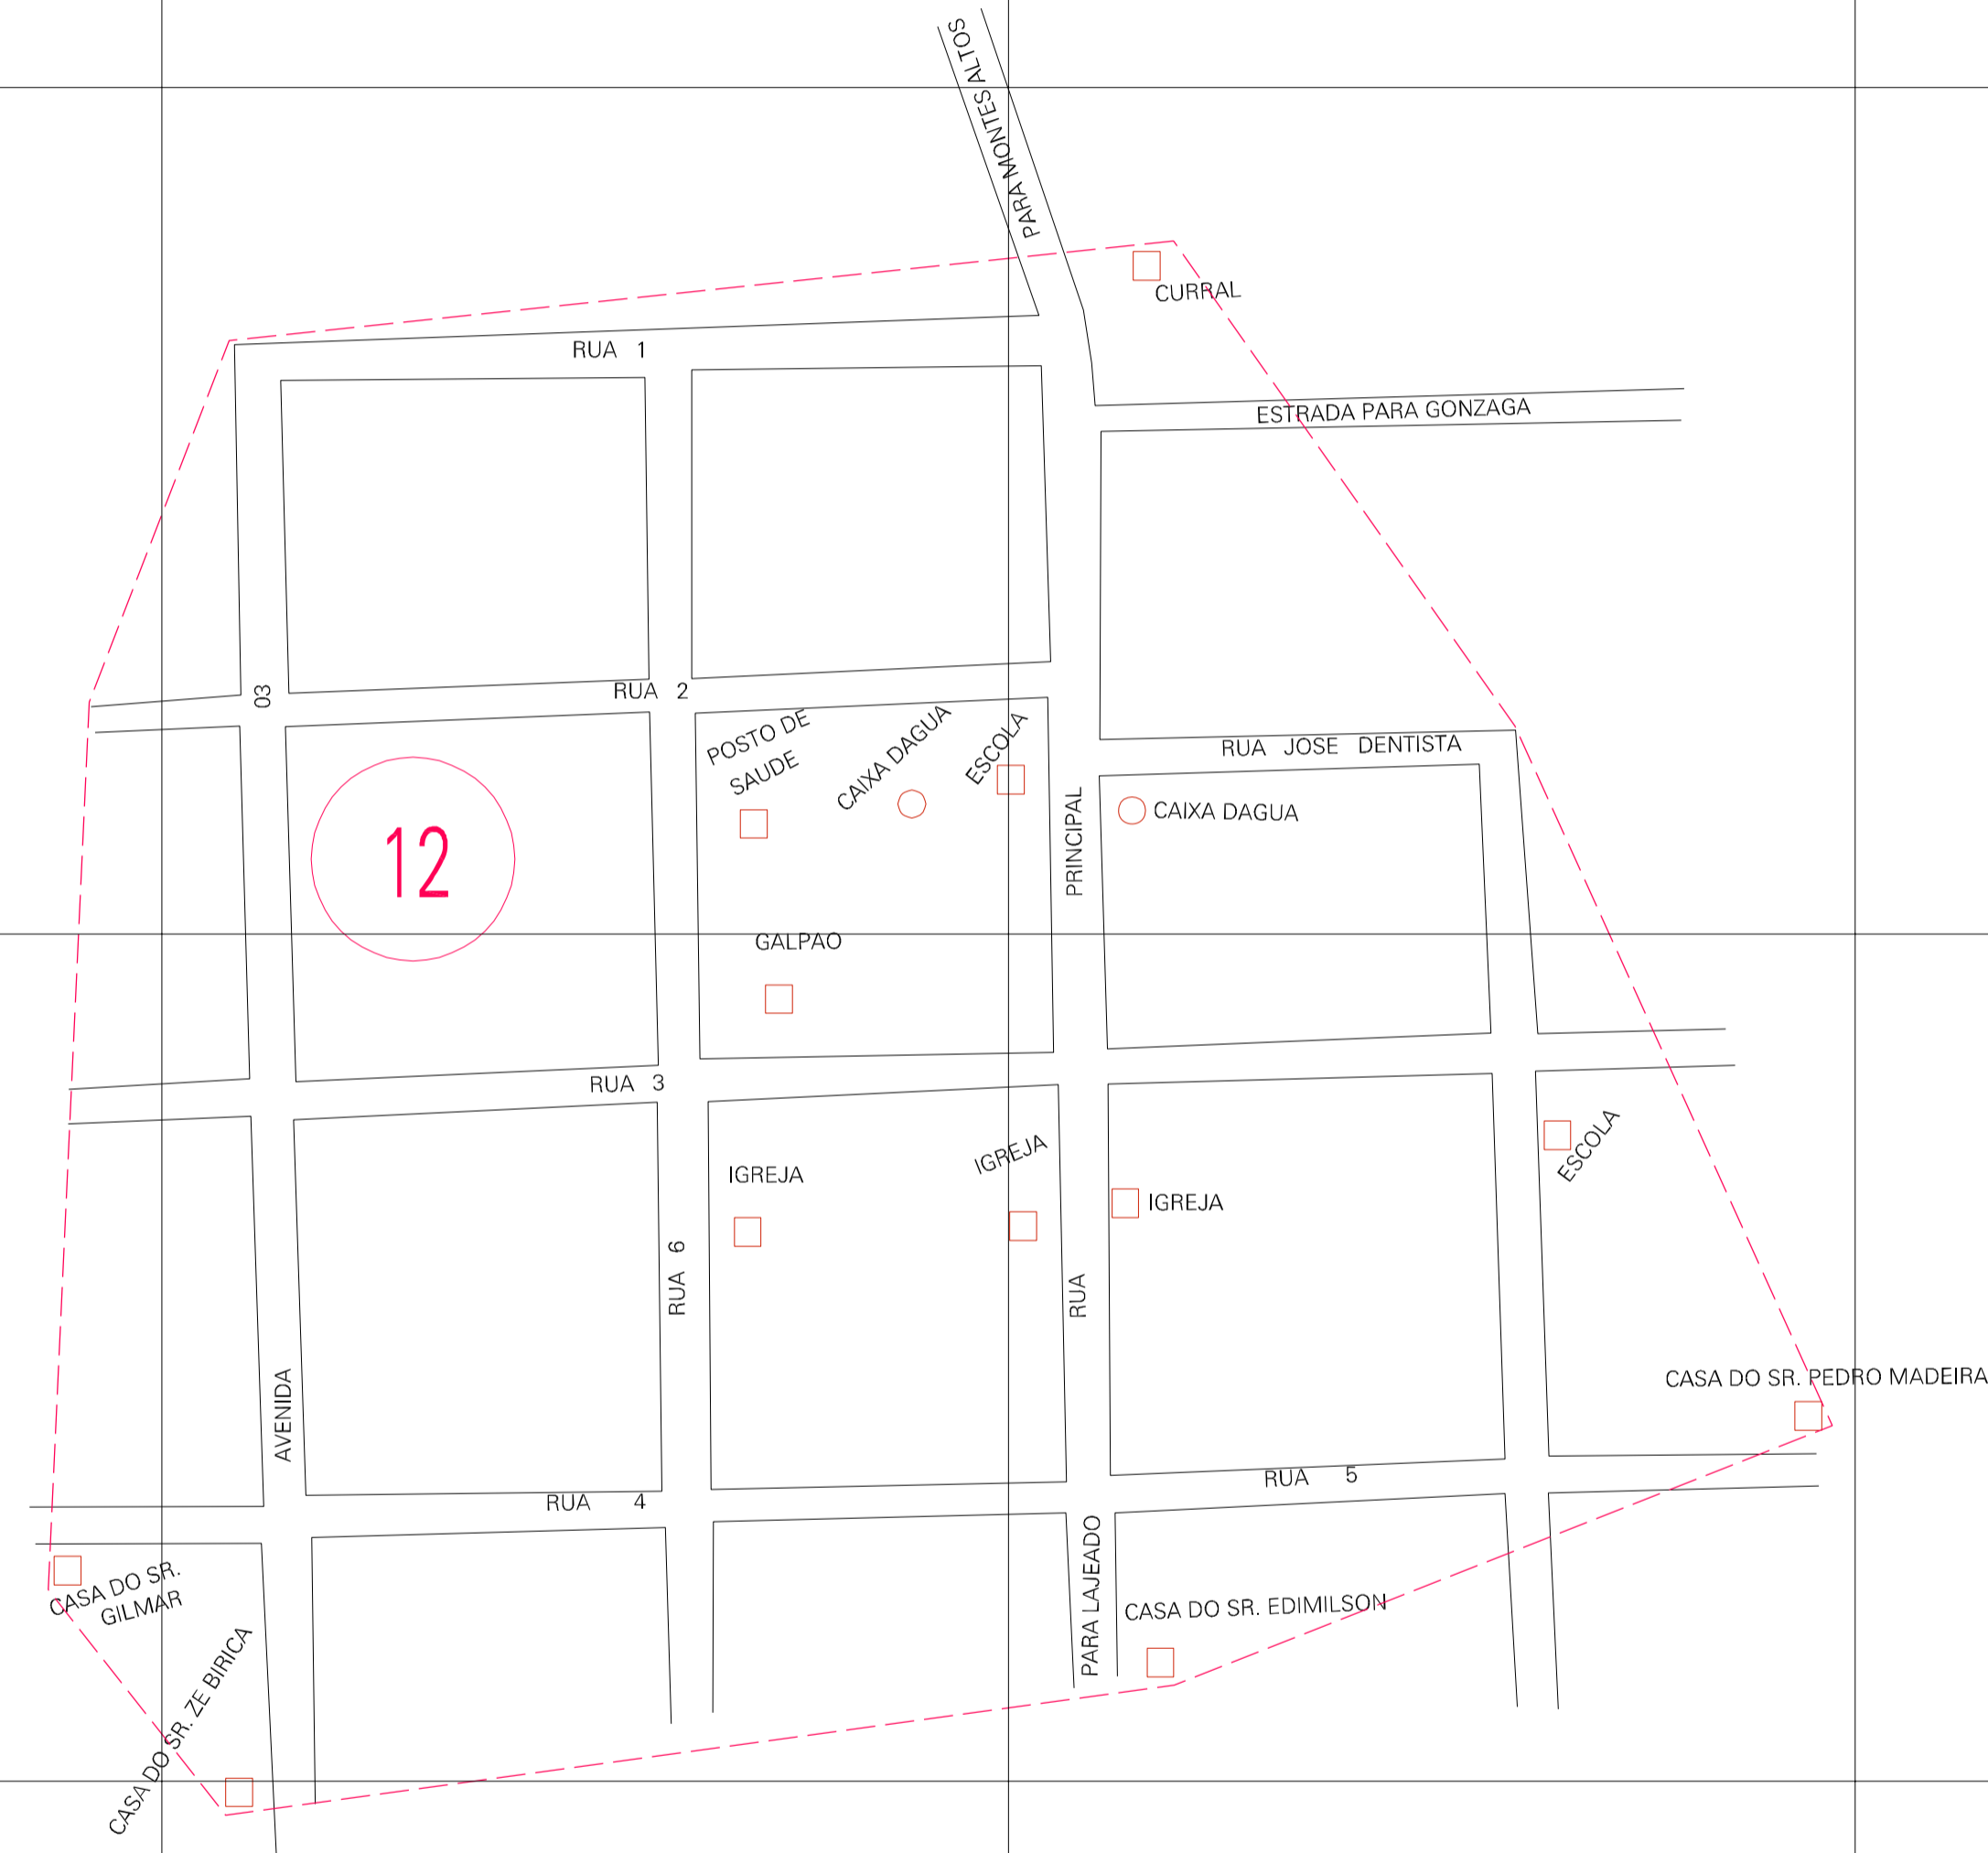 PARA MONTES ALTOS
CURRAL
RUA 1
ESTRADA PARA GONZAGA
03
RUA 2
POSTO DE
SAUDE
CAIXA DAGUA
ESCOLA
RUA JOSE DENTISTA
CAIXA DAGUA
PRINCIPAL
12
GALPAO
RUA 3
IGREJA
IGREJA
IGREJA
ESCOLA
RUA 6
RUA
AVENIDA
CASA DO SR. PEDRO MADEIRA
RUA 4
RUA 5
PARA LAJEADO
CASA DO SR.
GILMAR
CASA DO SR. EDIMILSON
CASA DO SR. ZE BIRICA